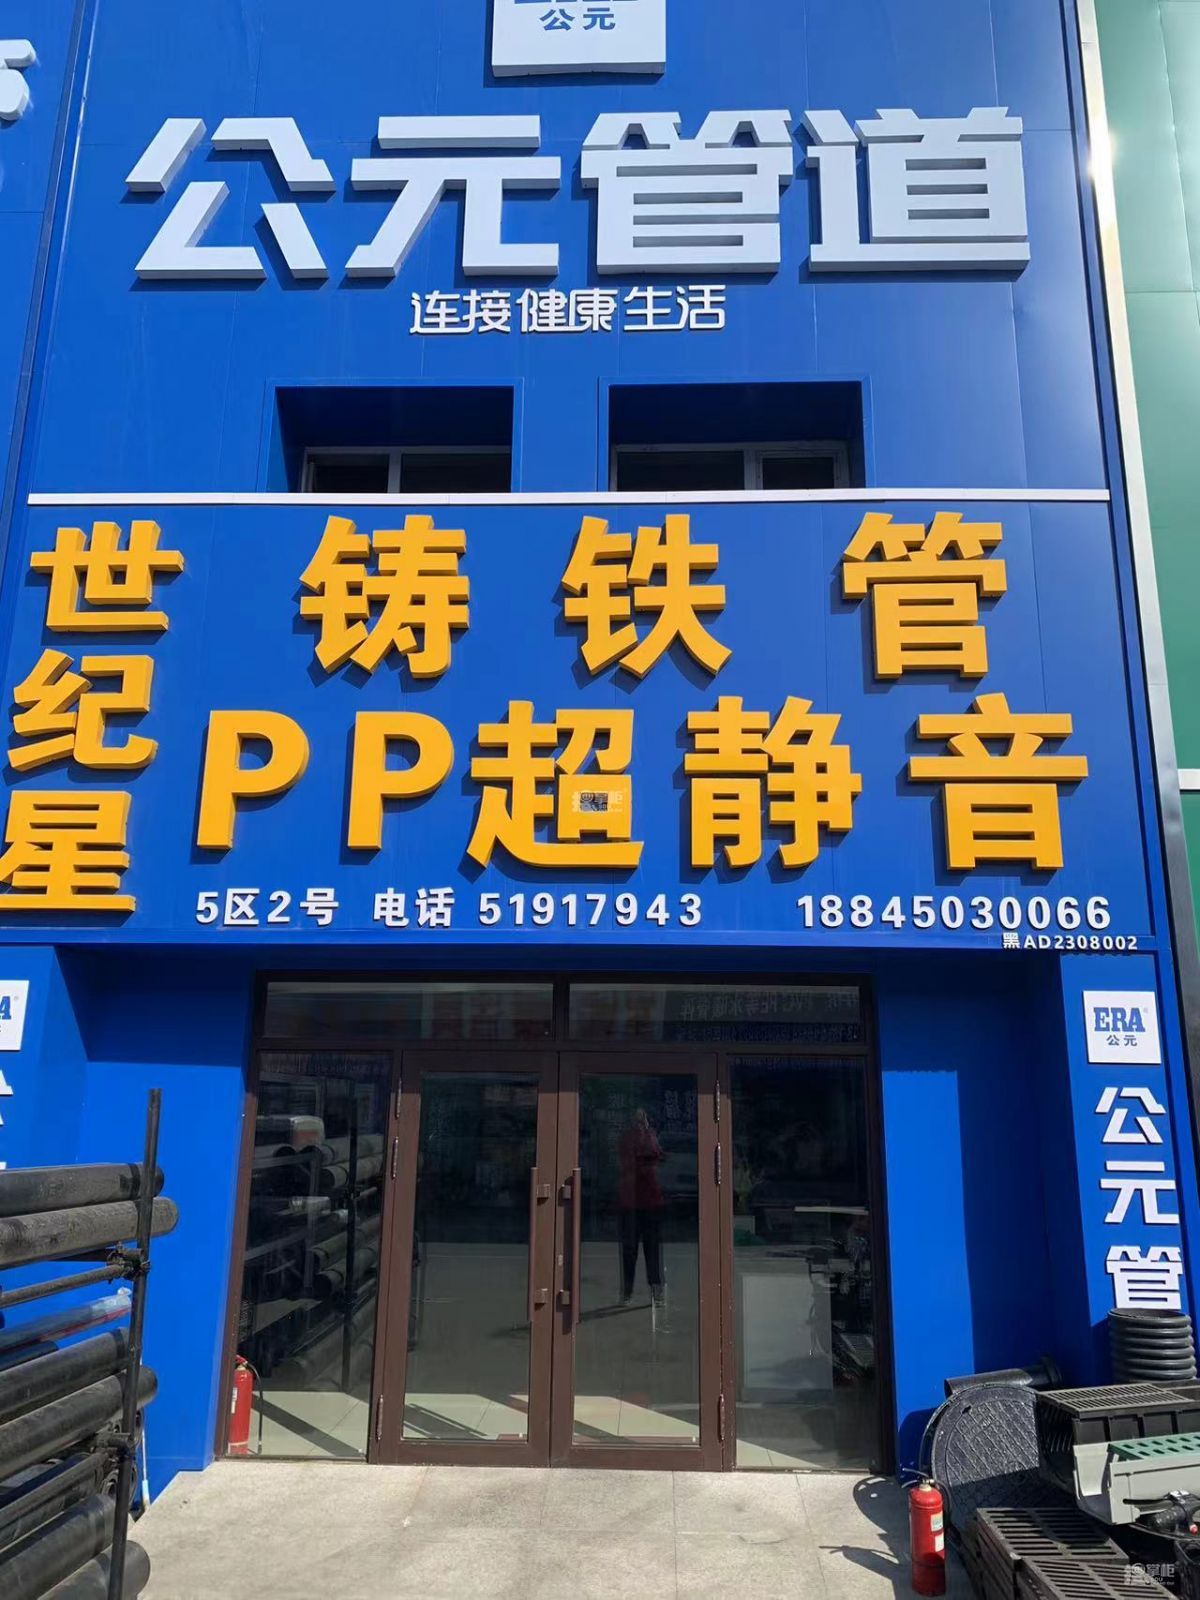 公元
公元管道
连接健康生活
世纪星
铸铁管
PP超静音
5区2号 电话 51917943 18845030066
黑AD2308002
ERA
公元
公元管